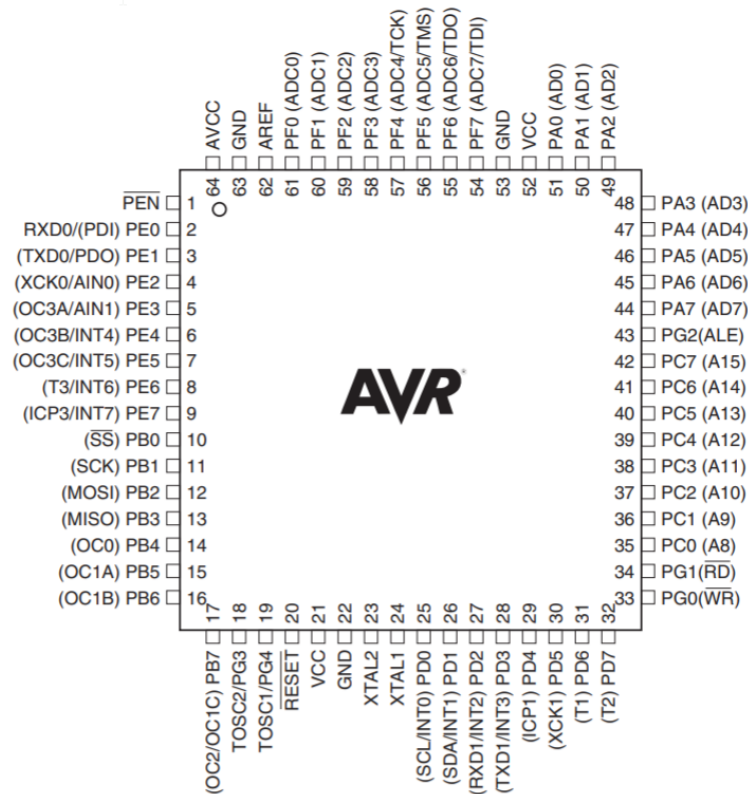 64 AVCC
63 GND
62 AREF
61 PF0 (ADC0)
60 PF1 (ADC1)
59 PF2 (ADC2)
58 PF3 (ADC3)
57 PF4 (ADC4/TCK)
56 PF5 (ADC5/TMS)
55 PF6 (ADC6/TDO)
54 PF7 (ADC7/TDI)
53 GND
52 VCC
51 PA0 (AD0)
50 PA1 (AD1)
49 PA2 (AD2)
PEN 1
RXD0/(PDI) PE0 2
(TXD0/PDO) PE1 3
(XCK0/AIN0) PE2 4
(OC3A/AIN1) PE3 5
(OC3B/INT4) PE4 6
(OC3C/INT5) PE5 7
(T3/INT6) PE6 8
(ICP3/INT7) PE7 9
(SS) PB0 10
(SCK) PB1 11
(MOSI) PB2 12
(MISO) PB3 13
(OC0) PB4 14
(OC1A) PB5 15
(OC1B) PB6 16
AVR®
48 PA3 (AD3)
47 PA4 (AD4)
46 PA5 (AD5)
45 PA6 (AD6)
44 PA7 (AD7)
43 PG2(ALE)
42 PC7 (A15)
41 PC6 (A14)
40 PC5 (A13)
39 PC4 (A12)
38 PC3 (A11)
37 PC2 (A10)
36 PC1 (A9)
35 PC0 (A8)
34 PG1(RD)
33 PG0(WR)
(OC2/OC1C) PB7 17
TOSC2/PG3 18
TOSC1/PG4 19
RESET 20
VCC 21
GND 22
XTAL2 23
XTAL1 24
(SCL/INT0) PD0 25
(SDA/INT1) PD1 26
(RXD1/INT2) PD2 27
(TXD1/INT3) PD3 28
(ICP1) PD4 29
(XCK1) PD5 30
(T1) PD6 31
(T2) PD7 32